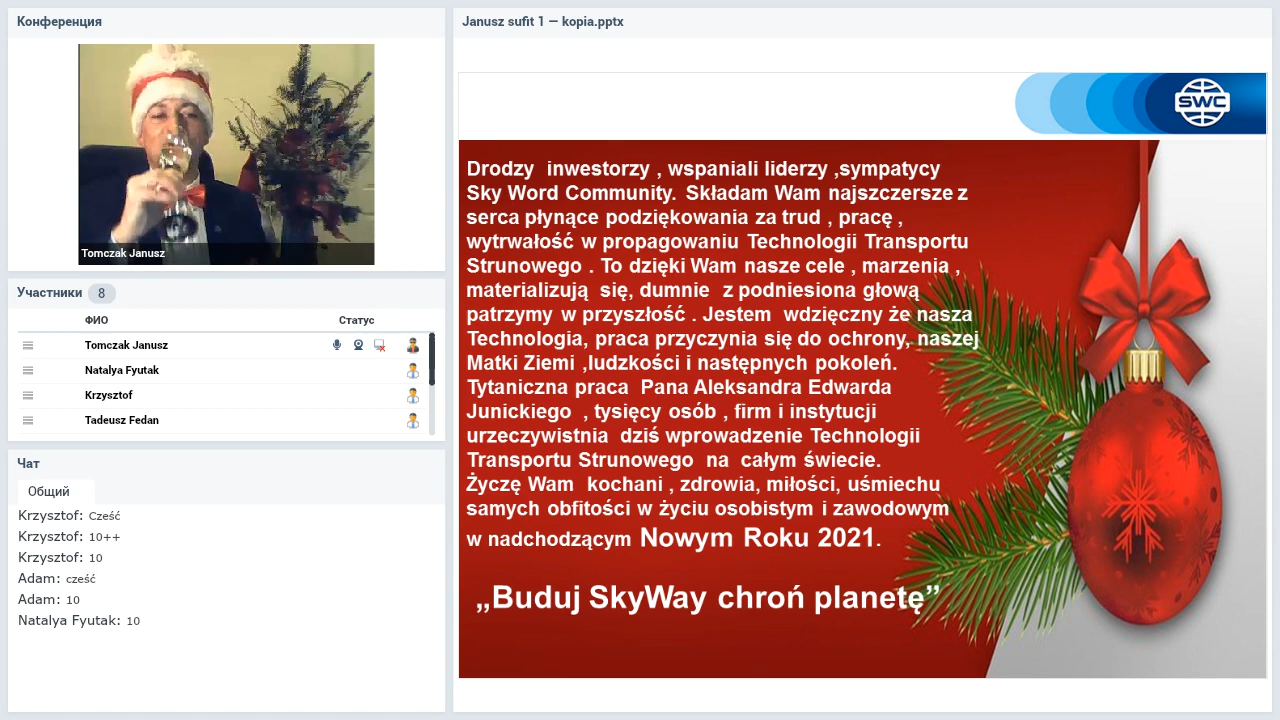 Конференция
Tomczak Janusz
Участники 8
ФИО Статус
Tomczak Janusz
Natalya Fyutak
Krzysztof
Tadeusz Fedan
Чат
Общий
Krzysztof: Cześć
Krzysztof: 10++
Krzysztof: 10
Adam: cześć
Adam: 10
Natalya Fyutak: 10
Janusz sufit 1 — kopia.pptx
SWC
Drodzy inwestorzy , wspaniali liderzy ,sympatycy
Sky Word Community. Składam Wam najszczersze z
serca płynące podziękowania za trud , pracę ,
wytrwałość w propagowaniu Technologii Transportu
Strunowego . To dzięki Wam nasze cele , marzenia ,
materializują się, dumnie z podniesiona głową
patrzymy w przyszłość . Jestem wdzięczny że nasza
Technologia, praca przyczynia się do ochrony, naszej
Matki Ziemi ,ludzkości i następnych pokoleń.
Tytaniczna praca Pana Aleksandra Edwarda
Junickiego , tysięcy osób , firm i instytucji
urzeczywistnia dziś wprowadzenie Technologii
Transportu Strunowego na całym świecie.
Życzę Wam kochani , zdrowia, miłości, uśmiechu
samych obfitości w życiu osobistym i zawodowym
w nadchodzącym Nowym Roku 2021.
„Buduj SkyWay chroń planetę”